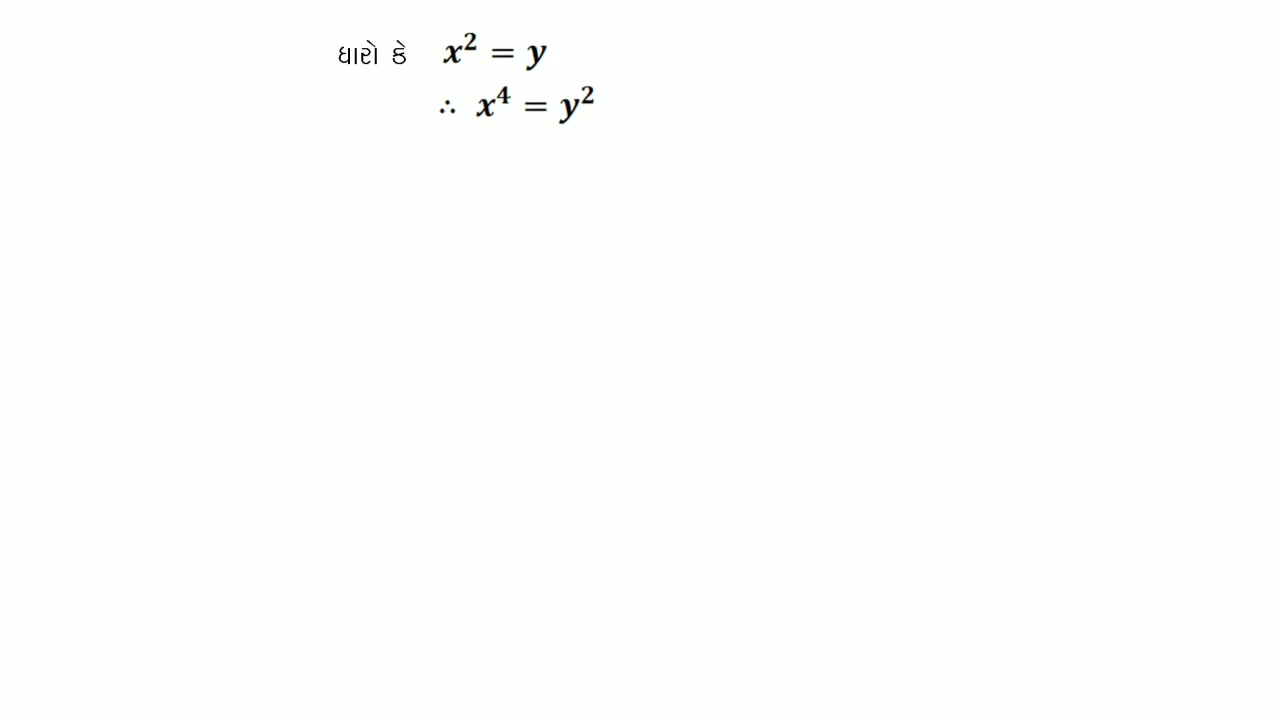 ધારો કે x² = y
∴ x⁴ = y²